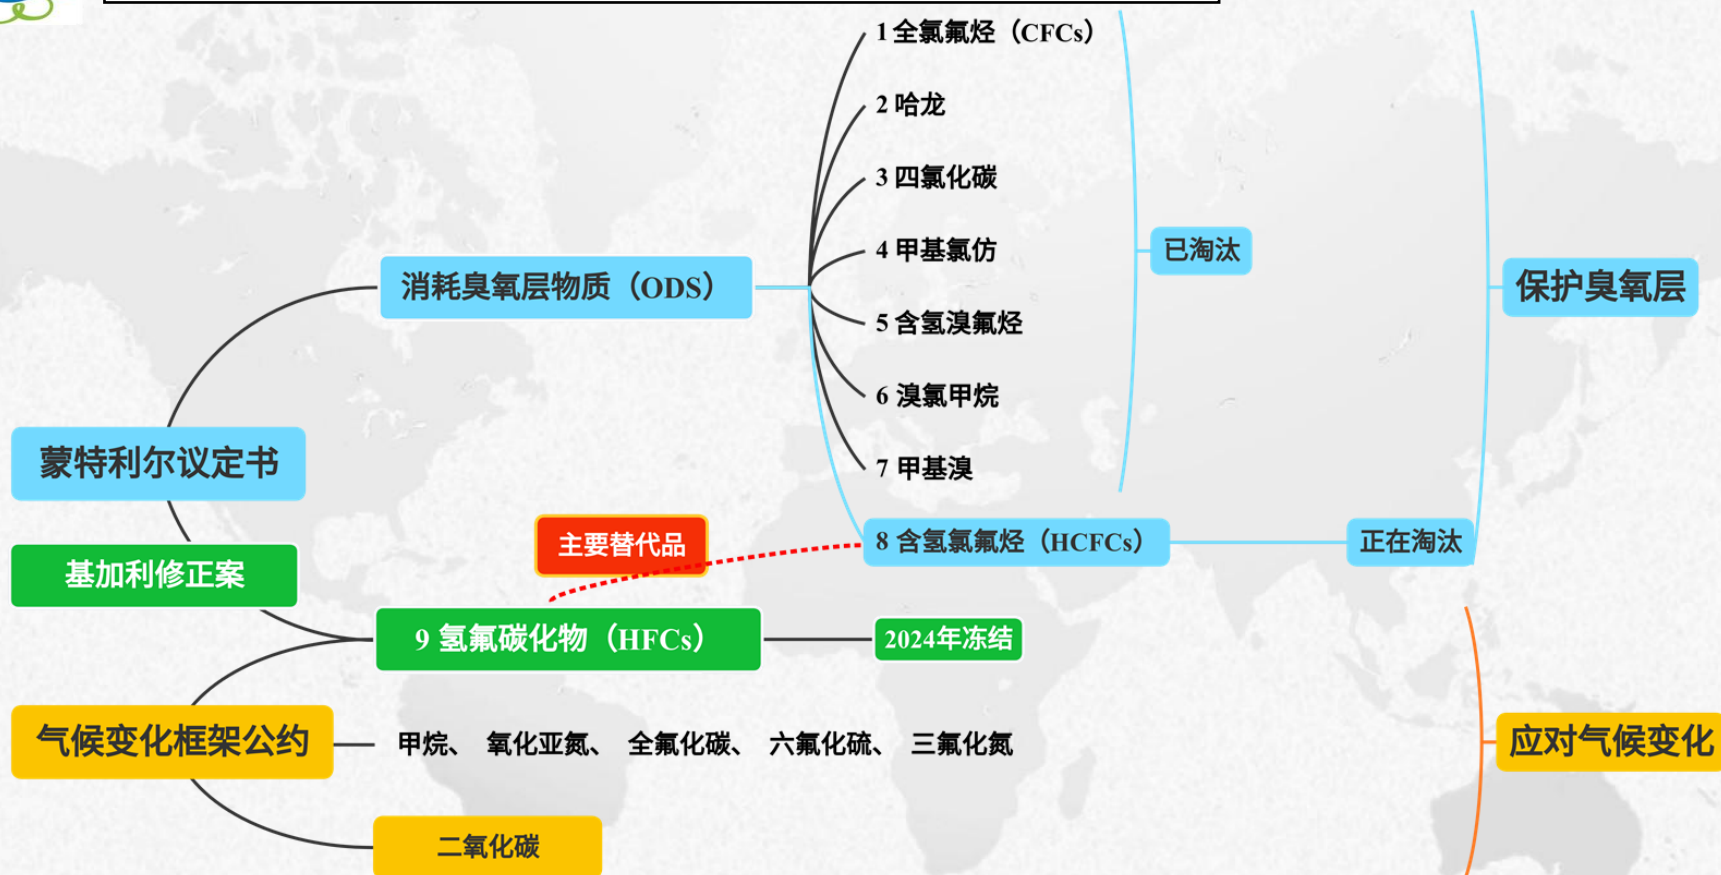 1 全氯氟烃（CFCs）
2 哈龙
3 四氯化碳
4 甲基氯仿
5 含氢溴氟烃
6 溴氯甲烷
7 甲基溴
8 含氢氯氟烃（HCFCs）
已淘汰
正在淘汰
保护臭氧层
消耗臭氧层物质（ODS）
蒙特利尔议定书
基加利修正案
主要替代品
9 氢氟碳化物（HFCs）
2024年冻结
气候变化框架公约
甲烷、 氧化亚氮、 全氟化碳、 六氟化硫、 三氟化氮
二氧化碳
应对气候变化